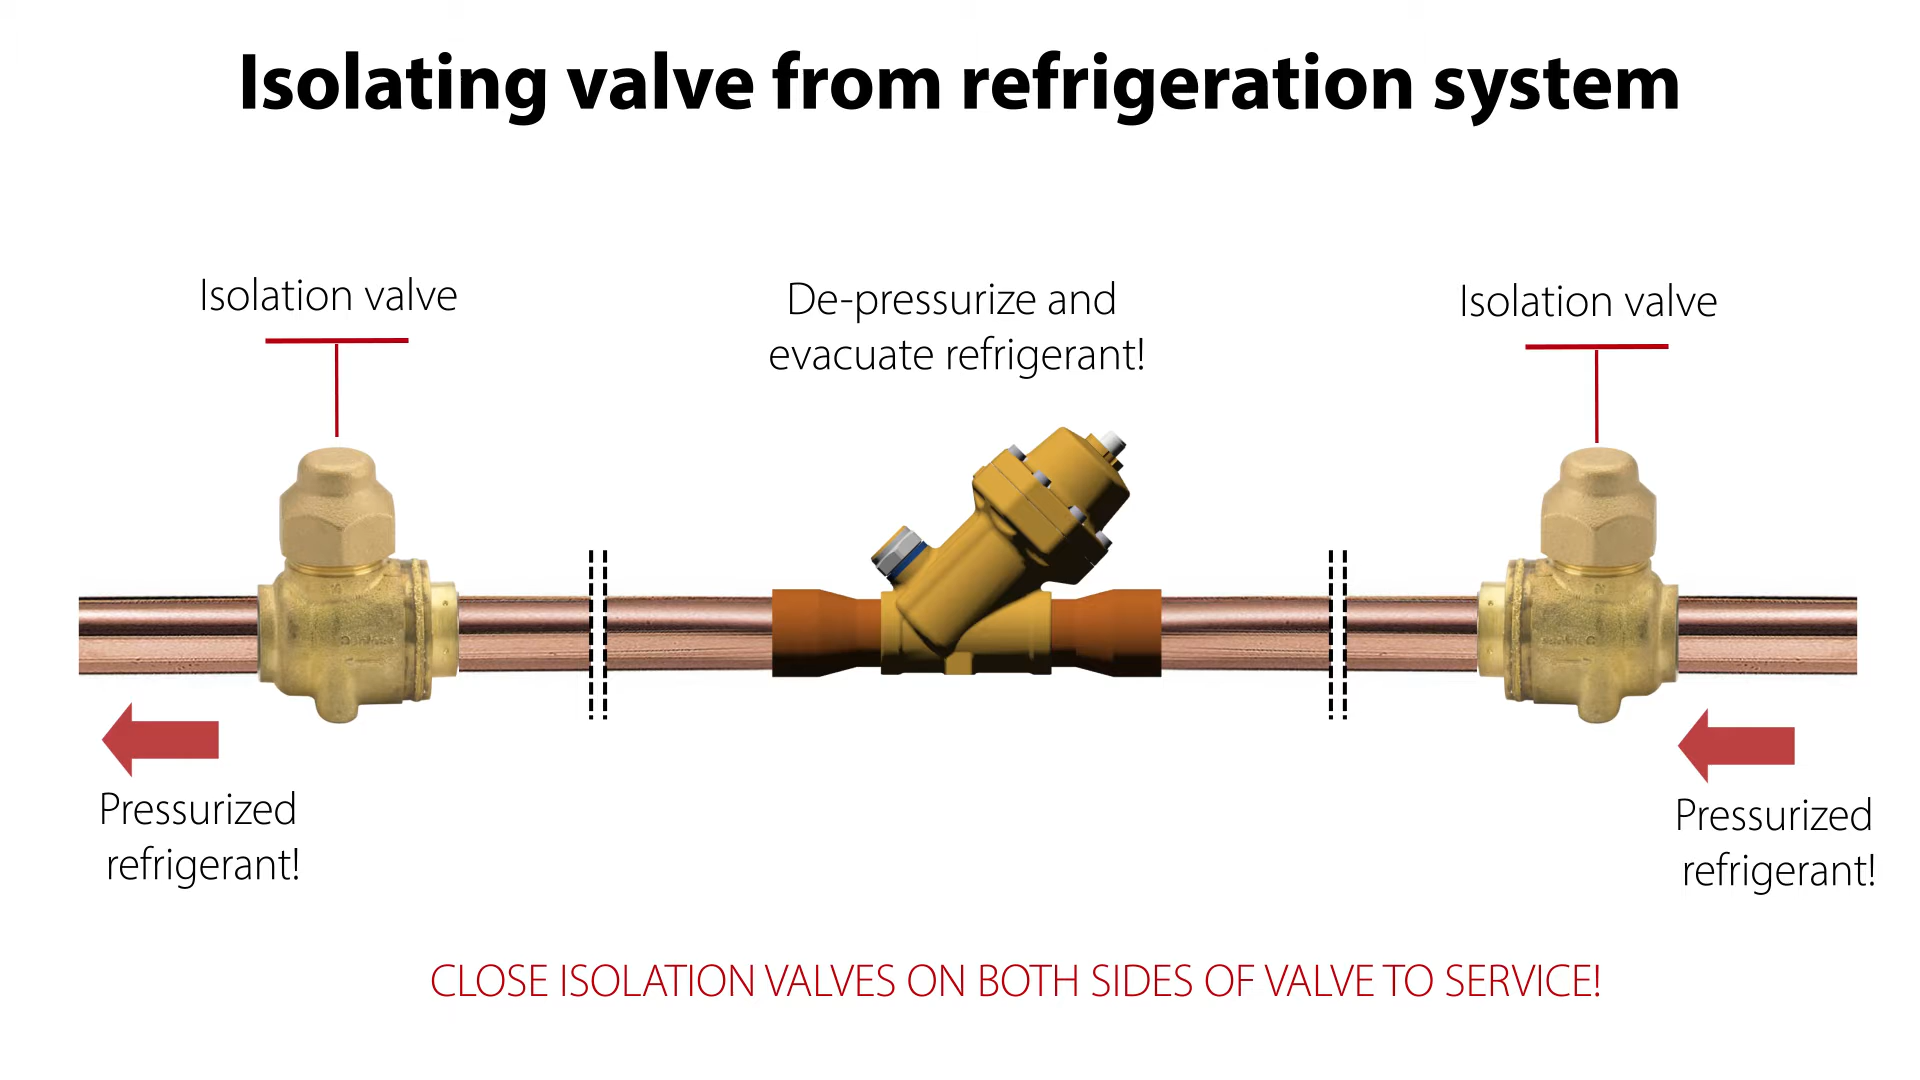 Isolating valve from refrigeration system
Isolation valve
De-pressurize and
evacuate refrigerant!
Isolation valve
Pressurized
refrigerant!
Pressurized
refrigerant!
CLOSE ISOLATION VALVES ON BOTH SIDES OF VALVE TO SERVICE!